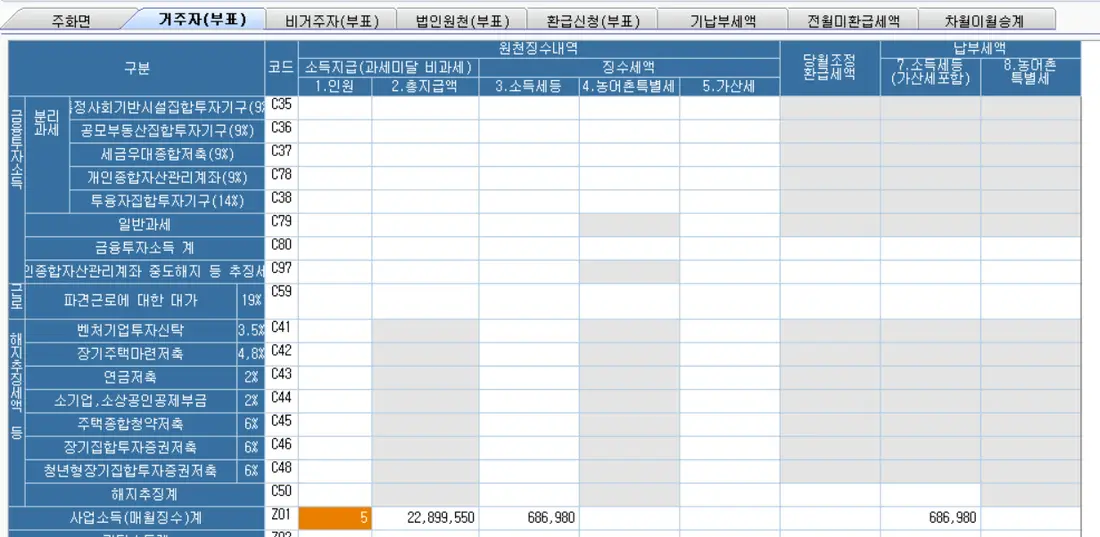 주화면 거주자(부표) 비거주자(부표) 법인원천(부표) 환급신청(부표) 기납부세액 전월미환급세액 차월이월승계
구분 코드 원천징수내역 당월조정 환급세액 납부세액
소득지급(과세미달 비과세) 징수세액 7.소득세등 (가산세포함) 8.농어촌 특별세
1.인원 2.총지급액 3.소득세등 4.농어촌특별세 5.가산세
금융투자소득
분리 과세
정사회기반시설집합투자기구(9% C35
공모부동산집합투자기구(9%) C36
세금우대종합저축(9%) C37
개인종합자산관리계좌(9%) C78
투융자집합투자기구(14%) C38
일반과세 C79
금융투자소득 계 C80
인종합자산관리계좌 중도해지 등 추징세 C97
근로
파견근로에 대한 대가 19% C59
해지추징세액 등
벤처기업투자신탁 3.5% C41
장기주택마련저축 4.8% C42
연금저축 2% C43
소기업,소상공인공제부금 2% C44
주택종합청약저축 6% C45
장기집합투자증권저축 6% C46
청년형장기집합투자증권저축 6% C48
해지추징계 C50
사업소득(매월징수)계 Z01 5 22,899,550 686,980 686,980